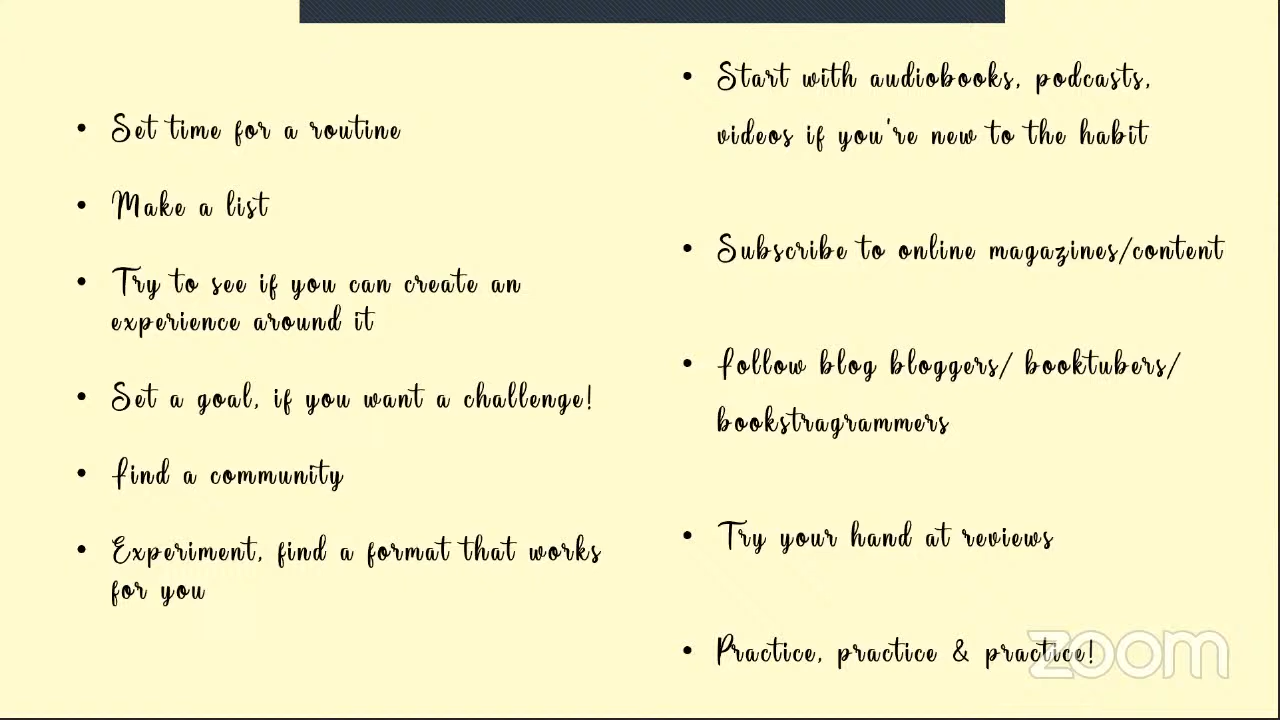 • Set time for a routine
• Make a list
• Try to see if you can create an
experience around it
• Set a goal, if you want a challenge!
• Find a community
• Experiment, find a format that works
for you
• Start with audiobooks, podcasts,
videos if you're new to the habit
• Subscribe to online magazines/content
• Follow blog bloggers/ booktubers/
bookstragrammers
• Try your hand at reviews
• Practice, practice & practice!
zoom